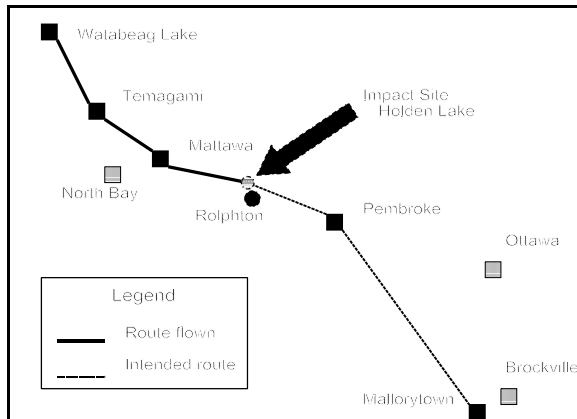 Watabeag Lake
Temagami
Impact Site
Holden Lake
Mattawa
North Bay
Rolphton
Pembroke
Ottawa
Legend
Route flown
Intended route
Brockville
Mallorytown